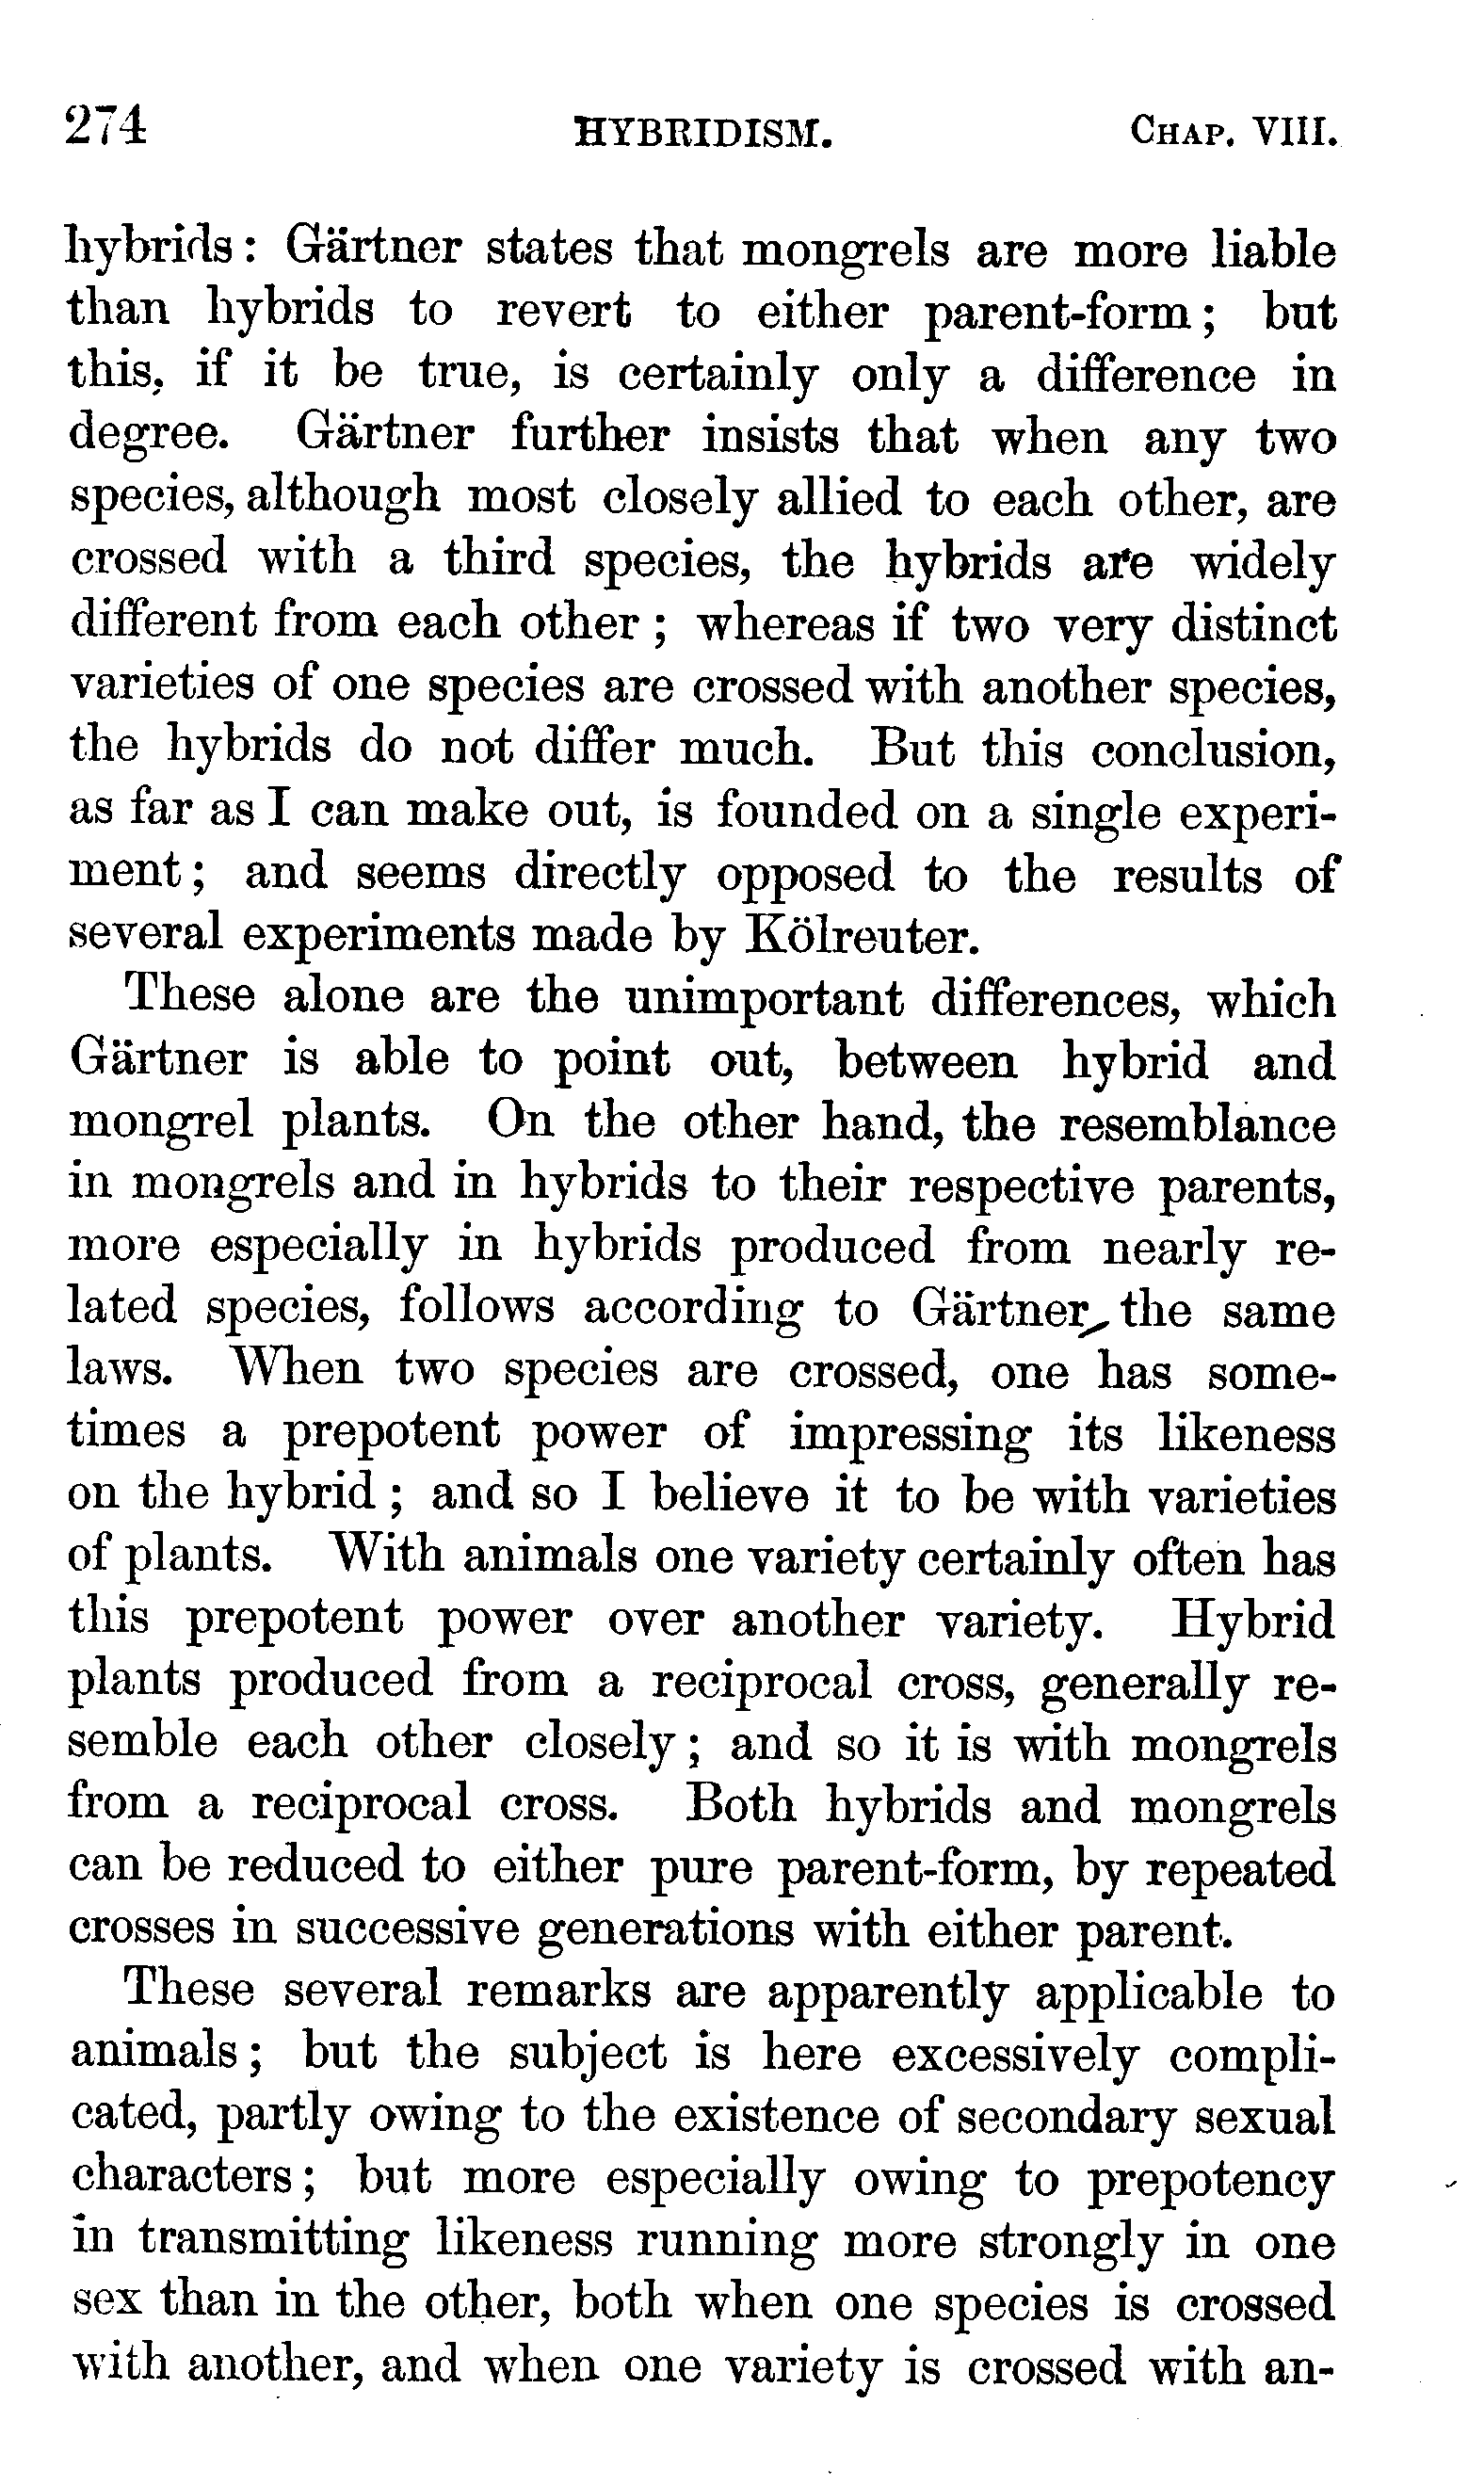 274 HYBRIDISM. CHAP. VIII.
hybrids: Gärtner states that mongrels are more liable
than hybrids to revert to either parent-form; but
this, if it be true, is certainly only a difference in
degree. Gärtner further insists that when any two
species, although most closely allied to each other, are
crossed with a third species, the hybrids are widely
different from each other; whereas if two very distinct
varieties of one species are crossed with another species,
the hybrids do not differ much. But this conclusion,
as far as I can make out, is founded on a single experi-
ment; and seems directly opposed to the results of
several experiments made by Kölreuter.
These alone are the unimportant differences, which
Gärtner is able to point out, between hybrid and
mongrel plants. On the other hand, the resemblance
in mongrels and in hybrids to their respective parents,
more especially in hybrids produced from nearly re-
lated species, follows according to Gärtner, the same
laws. When two species are crossed, one has some-
times a prepotent power of impressing its likeness
on the hybrid; and so I believe it to be with varieties
of plants. With animals one variety certainly often has
this prepotent power over another variety. Hybrid
plants produced from a reciprocal cross, generally re-
semble each other closely; and so it is with mongrels
from a reciprocal cross. Both hybrids and mongrels
can be reduced to either pure parent-form, by repeated
crosses in successive generations with either parent.
These several remarks are apparently applicable to
animals; but the subject is here excessively compli-
cated, partly owing to the existence of secondary sexual
characters; but more especially owing to prepotency
in transmitting likeness running more strongly in one
sex than in the other, both when one species is crossed
with another, and when one variety is crossed with an-